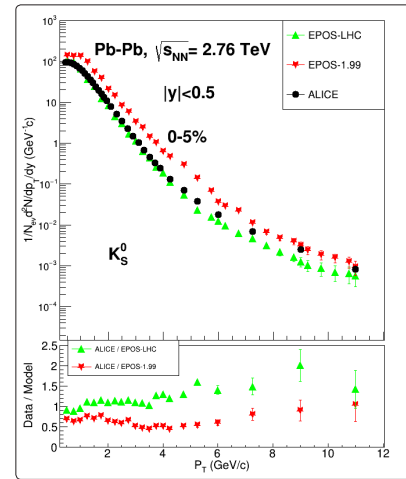 Pb-Pb, √s_NN = 2.76 TeV
EPOS-LHC
EPOS-1.99
ALICE
|y|<0.5
0-5%
K⁰_S
1/N_ev d²N/dp_T/dy (GeV⁻¹c)
10³
10²
10
1
10⁻¹
10⁻²
10⁻³
10⁻⁴
ALICE / EPOS-LHC
ALICE / EPOS-1.99
Data / Model
2.5
2
1.5
1
0.5
0
0 2 4 6 8 10 12
P_T (GeV/c)